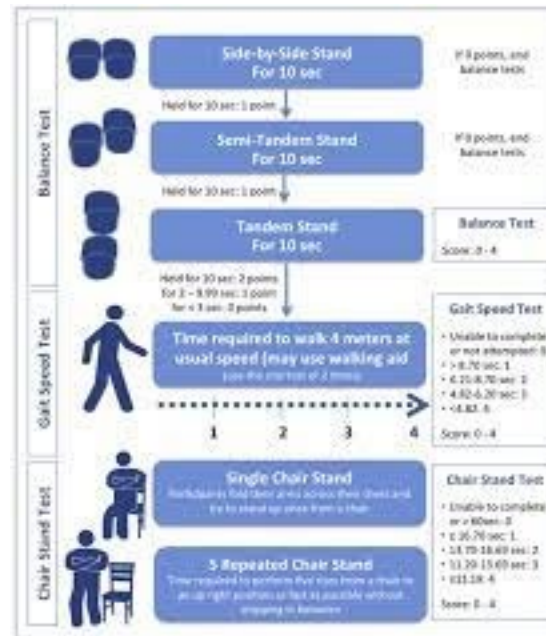 Balance Test
Side-by-Side Stand
For 10 sec
If 0 points, end
balance tests
Held for 10 sec: 1 point
Semi-Tandem Stand
For 10 sec
If 0 points, end
balance tests
Held for 10 sec: 1 point
Tandem Stand
For 10 sec
Balance Test
Score: 0 - 4
Held for 10 sec: 2 points
for 3 – 9.99 sec: 1 point
for < 3 sec: 0 points
Gait Speed Test
Time required to walk 4 meters at
usual speed (may use walking aid
(use the shortest of 2 times)
1 2 3 4
Gait Speed Test
• Unable to complete
or not attempted:
• > 8.70 sec: 1
• 6.21-8.70 sec: 2
• 4.82-6.20 sec: 3
• <4.82:
Score: 0 - 4
Chair Stand Test
Single Chair Stand
Participants fold their arms across their chest and
try to stand up once from a chair
5 Repeated Chair Stand
Time required to perform five rises from a chair to
an up right position as fast as possible without
stopping in between
Chair Stand Test
• Unable to complete
or > 60sec: 0
• 16.70 sec: 1
• 13.70-16.69 sec: 2
• 11.20-13.69 sec: 3
• 4
Score: 0 - 4